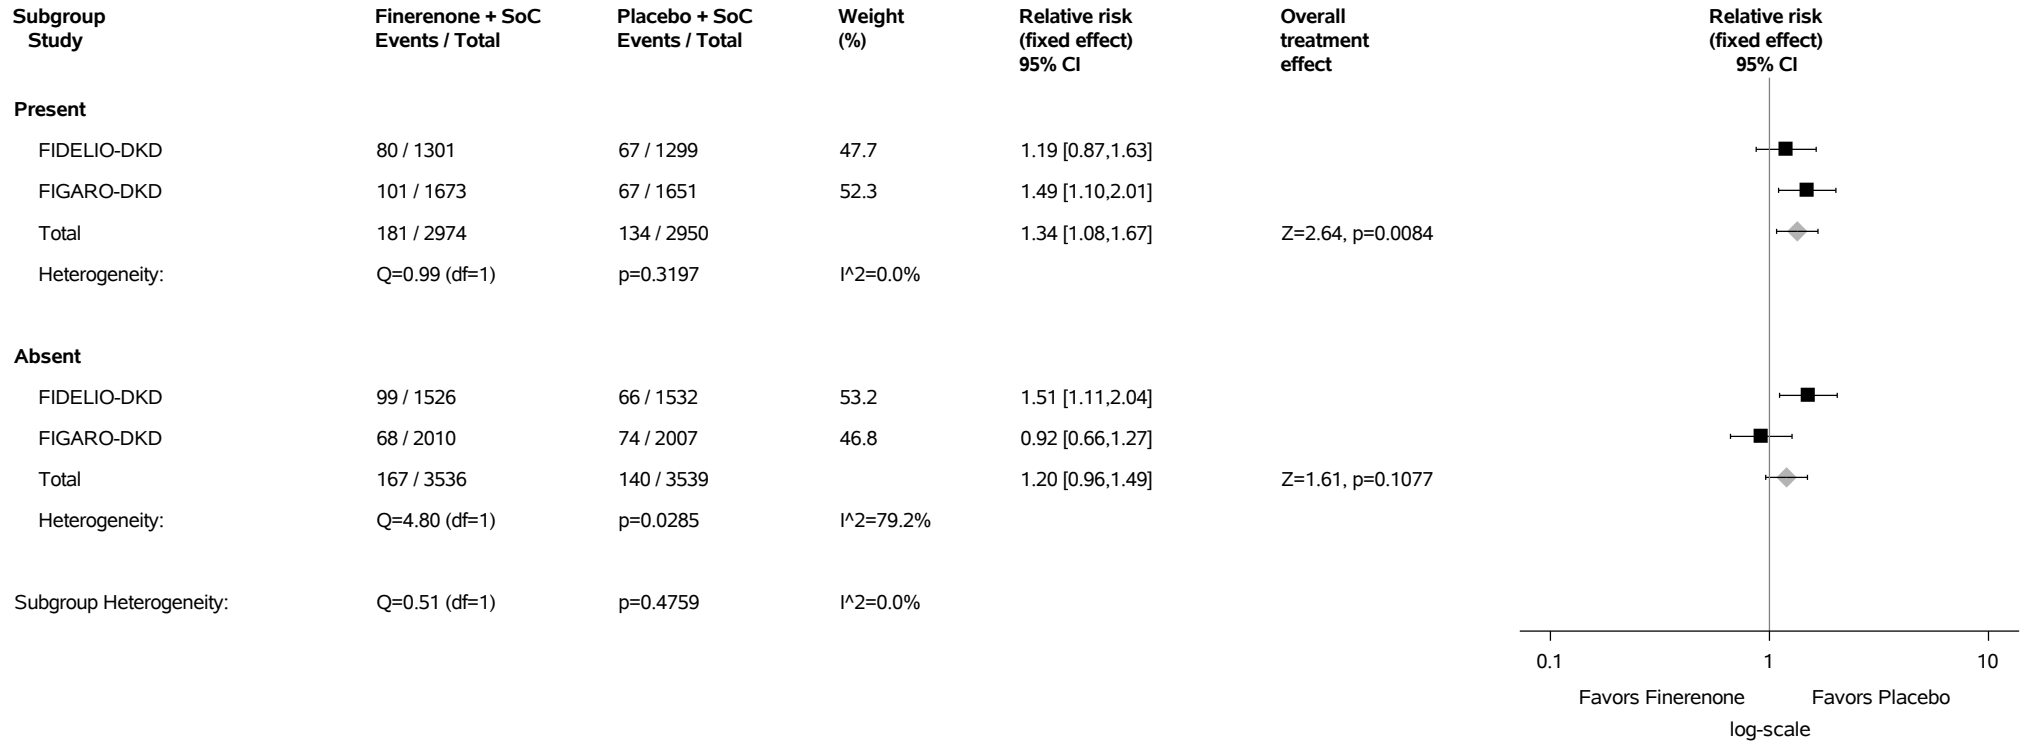 Subgroup Finerenone + SoC Placebo + SoC Weight Relative risk Overall Relative risk
Study Events / Total Events / Total (%) (fixed effect) treatment (fixed effect)
95% CI effect 95% CI
Present
FIDELIO-DKD 80 / 1301 67 / 1299 47.7 1.19 [0.87,1.63]
FIGARO-DKD 101 / 1673 67 / 1651 52.3 1.49 [1.10,2.01]
Total 181 / 2974 134 / 2950 1.34 [1.08,1.67] Z=2.64, p=0.0084
Heterogeneity: Q=0.99 (df=1) p=0.3197 I^2=0.0%
Absent
FIDELIO-DKD 99 / 1526 66 / 1532 53.2 1.51 [1.11,2.04]
FIGARO-DKD 68 / 2010 74 / 2007 46.8 0.92 [0.66,1.27]
Total 167 / 3536 140 / 3539 1.20 [0.96,1.49] Z=1.61, p=0.1077
Heterogeneity: Q=4.80 (df=1) p=0.0285 I^2=79.2%
Subgroup Heterogeneity: Q=0.51 (df=1) p=0.4759 I^2=0.0%
0.1 1 10
Favors Finerenone Favors Placebo
log-scale